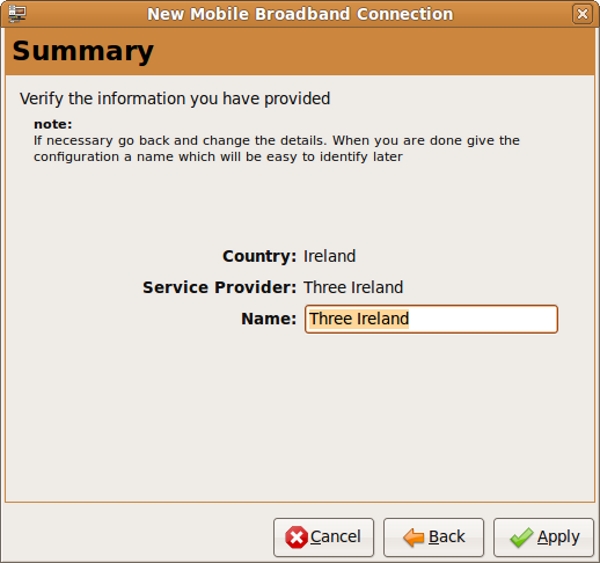 New Mobile Broadband Connection
Summary
Verify the information you have provided
note:
If necessary go back and change the details. When you are done give the
configuration a name which will be easy to identify later
Country: Ireland
Service Provider: Three Ireland
Name: Three Ireland
Cancel Back Apply